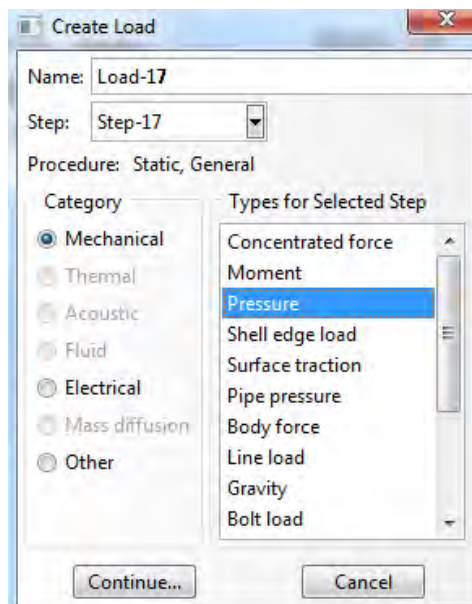 Create Load
Name: Load-17
Step: Step-17
Procedure: Static, General
Category
Mechanical
Thermal
Acoustic
Fluid
Electrical
Mass diffusion
Other
Types for Selected Step
Concentrated force
Moment
Pressure
Shell edge load
Surface traction
Pipe pressure
Body force
Line load
Gravity
Bolt load
Continue...
Cancel